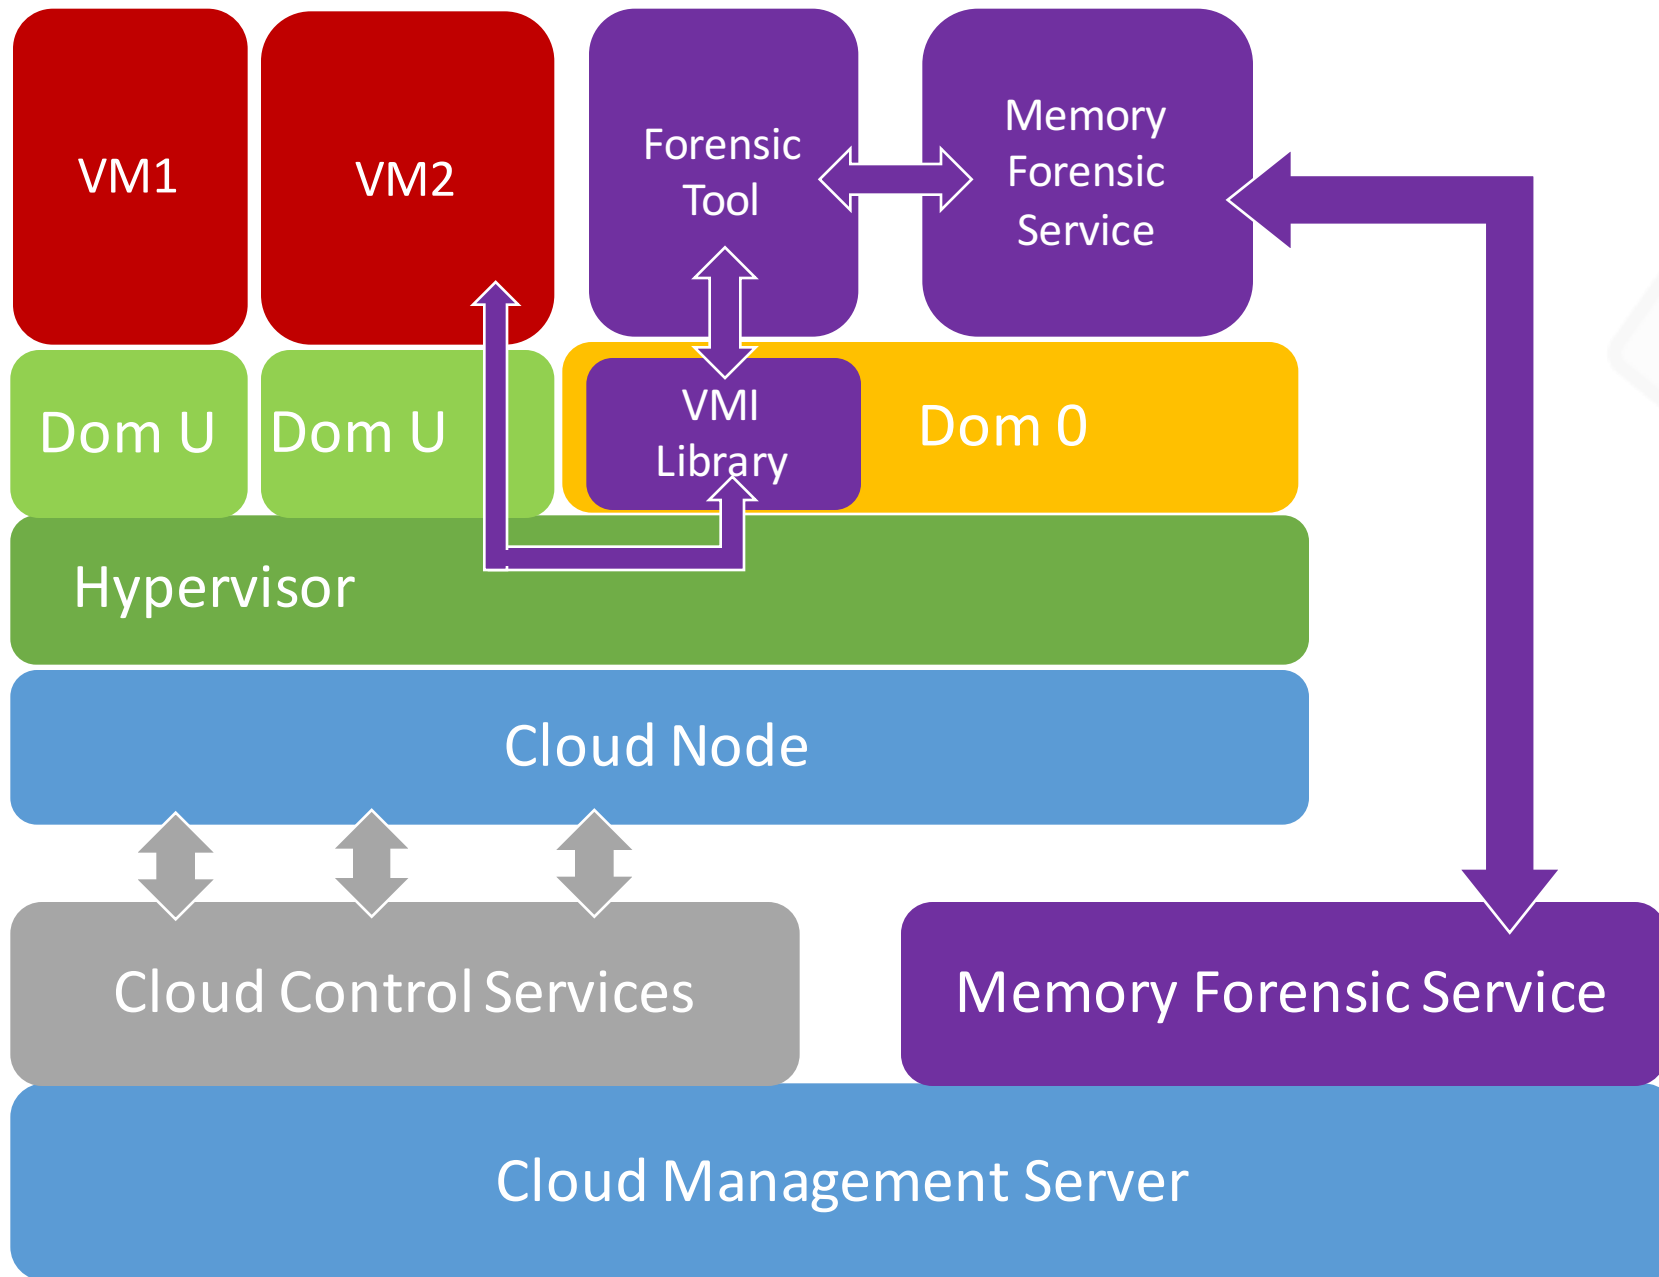 VM1
VM2
Forensic
Tool
Memory
Forensic
Service
Dom U
Dom U
VMI
Library
Dom 0
Hypervisor
Cloud Node
Cloud Control Services
Memory Forensic Service
Cloud Management Server